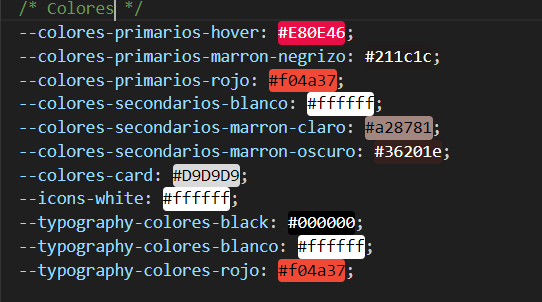 /* Colores */
--colores-primarios-hover: #E80E46;
--colores-primarios-marron-negrizo: #211c1c;
--colores-primarios-rojo: #f04a37;
--colores-secondarios-blanco: #ffffff;
--colores-secondarios-marron-claro: #a28781;
--colores-secondarios-marron-oscuro: #36201e;
--colores-card: #D9D9D9;
--icons-white: #ffffff;
--typography-colores-black: #000000;
--typography-colores-blanco: #ffffff;
--typography-colores-rojo: #f04a37;